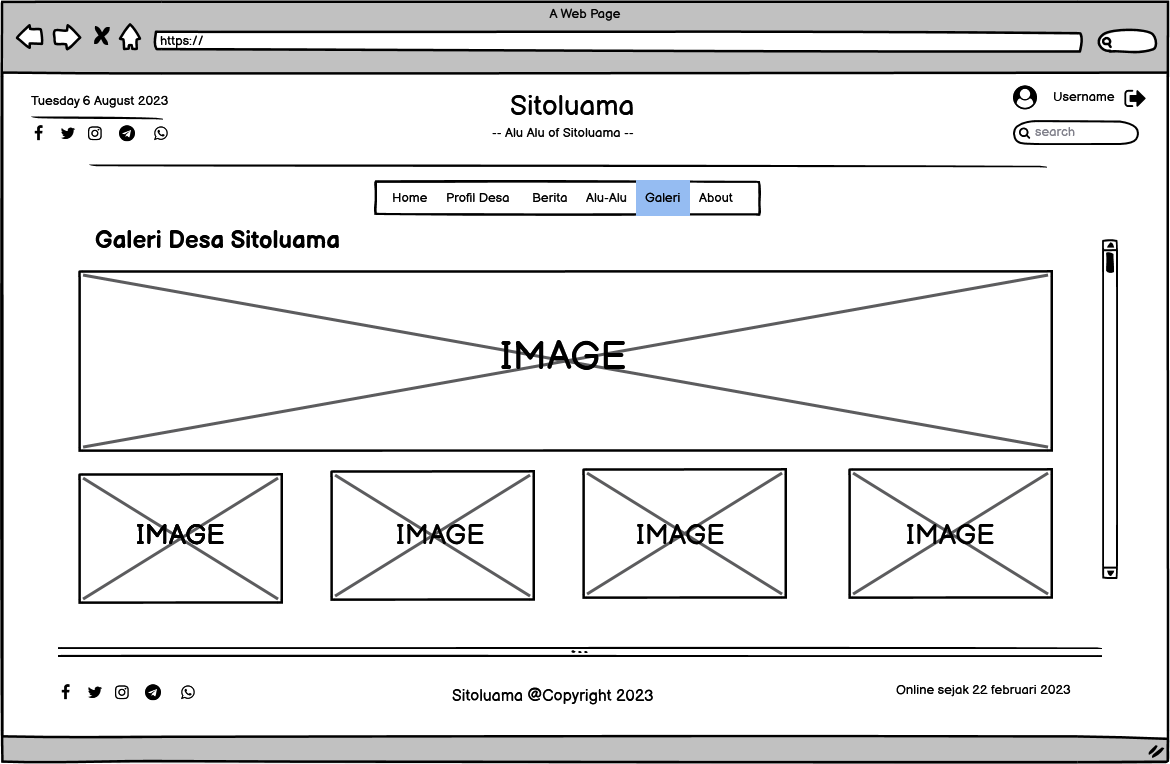 A Web Page
https://
Tuesday 6 August 2023
Sitoluama
-- Alu Alu of Sitoluama --
Username
search
Home Profil Desa Berita Alu-Alu Galeri About
Galeri Desa Sitoluama
IMAGE
IMAGE IMAGE IMAGE IMAGE
Sitoluama @Copyright 2023
Online sejak 22 februari 2023